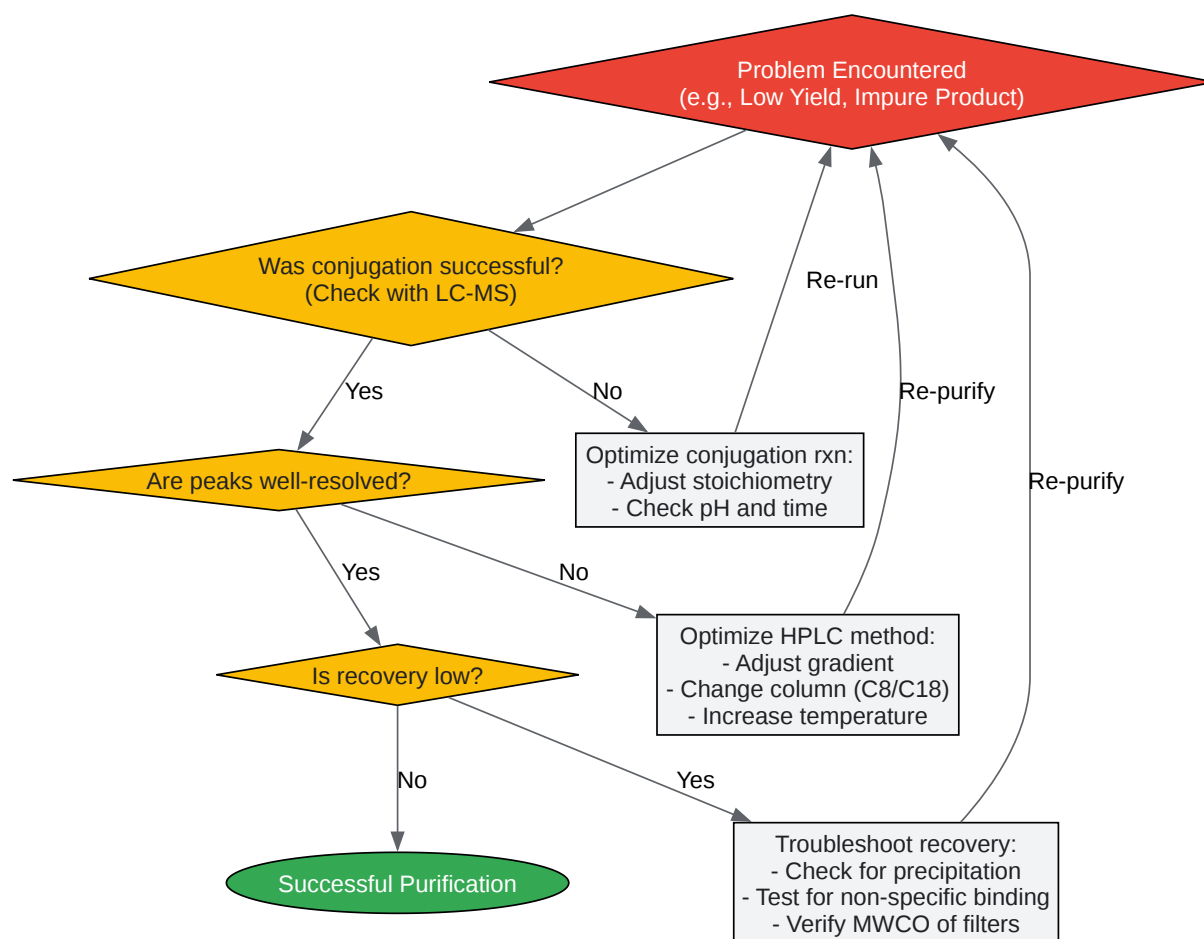 Problem Encountered
(e.g., Low Yield, Impure Product)
Was conjugation successful?
(Check with LC-MS)
Re-run
Yes
No
Re-purify
Optimize conjugation rxn:
- Adjust stoichiometry
- Check pH and time
Are peaks well-resolved?
Re-purify
Yes
No
Optimize HPLC method:
- Adjust gradient
- Change column (C8/C18)
- Increase temperature
Is recovery low?
No
Yes
Troubleshoot recovery:
- Check for precipitation
- Test for non-specific binding
- Verify MWCO of filters
Successful Purification